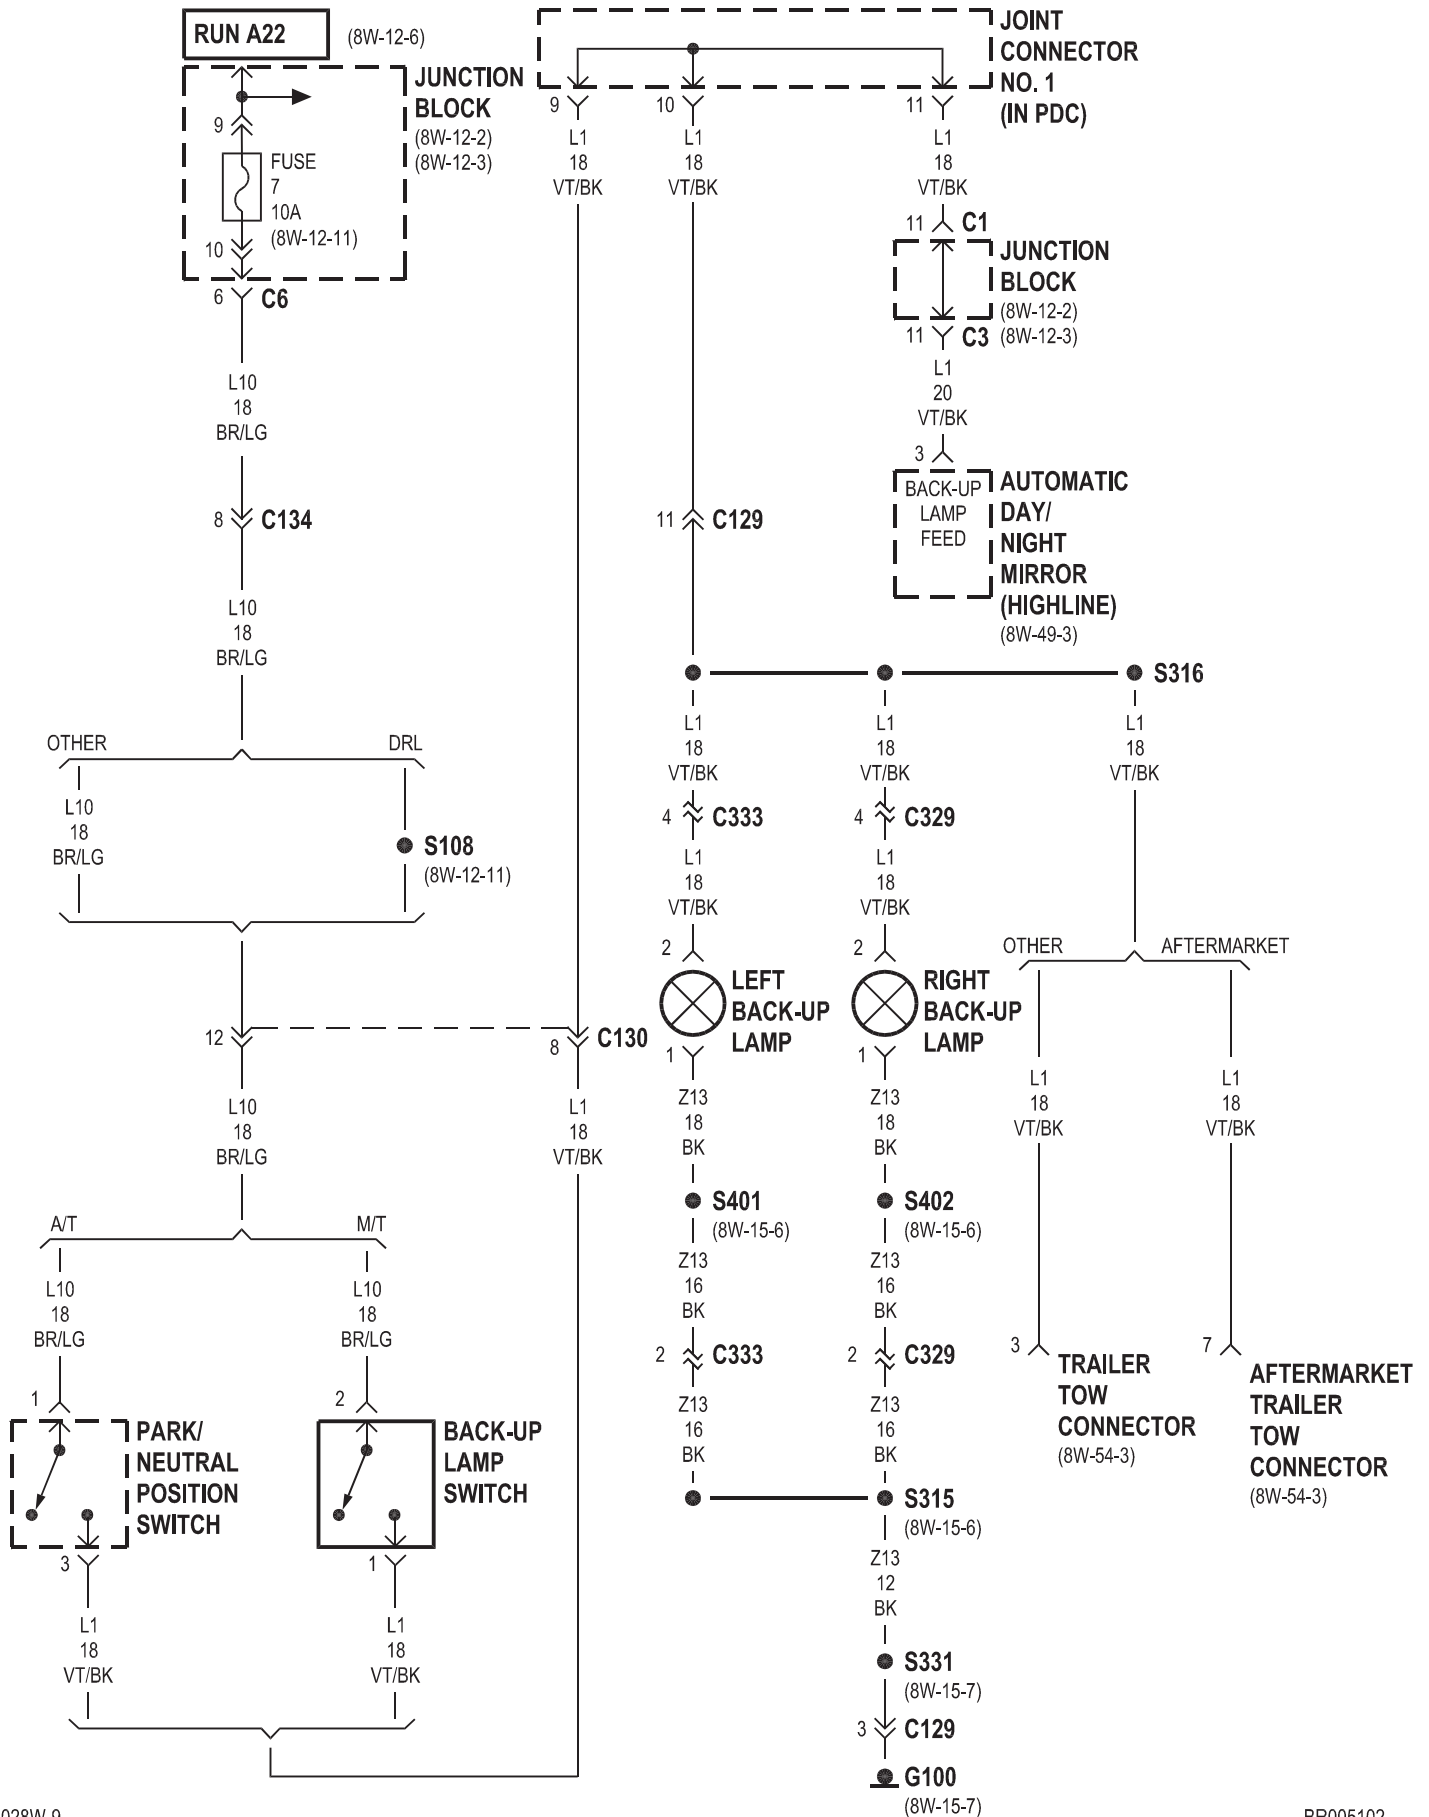 RUN A22
(8W-12-6)
JUNCTION
BLOCK
(8W-12-2)
(8W-12-3)
9
FUSE
7
10A
(8W-12-11)
10
6
C6
L10
18
BR/LG
8
C134
L10
18
BR/LG
OTHER
DRL
L10
18
BR/LG
S108
(8W-12-11)
12
8
C130
L10
18
BR/LG
L1
18
VT/BK
A/T
M/T
L10
18
BR/LG
L10
18
BR/LG
1
2
PARK/
NEUTRAL
POSITION
SWITCH
BACK-UP
LAMP
SWITCH
3
1
L1
18
VT/BK
L1
18
VT/BK
JOINT
CONNECTOR
NO. 1
(IN PDC)
9
10
11
L1
18
VT/BK
L1
18
VT/BK
L1
18
VT/BK
11
C1
JUNCTION
BLOCK
(8W-12-2)
(8W-12-3)
11
C3
L1
20
VT/BK
3
BACK-UP
LAMP
FEED
AUTOMATIC
DAY/
NIGHT
MIRROR
(HIGHLINE)
(8W-49-3)
11
C129
S316
L1
18
VT/BK
L1
18
VT/BK
L1
18
VT/BK
4
C333
4
C329
L1
18
VT/BK
L1
18
VT/BK
2
2
LEFT
BACK-UP
LAMP
RIGHT
BACK-UP
LAMP
1
1
Z13
18
BK
Z13
18
BK
S401
(8W-15-6)
S402
(8W-15-6)
Z13
16
BK
Z13
16
BK
2
C333
2
C329
Z13
16
BK
Z13
16
BK
S315
(8W-15-6)
Z13
12
BK
S331
(8W-15-7)
3
C129
G100
(8W-15-7)
OTHER
AFTERMARKET
L1
18
VT/BK
L1
18
VT/BK
3
TRAILER
TOW
CONNECTOR
(8W-54-3)
7
AFTERMARKET
TRAILER
TOW
CONNECTOR
(8W-54-3)
028W-9
BR005102